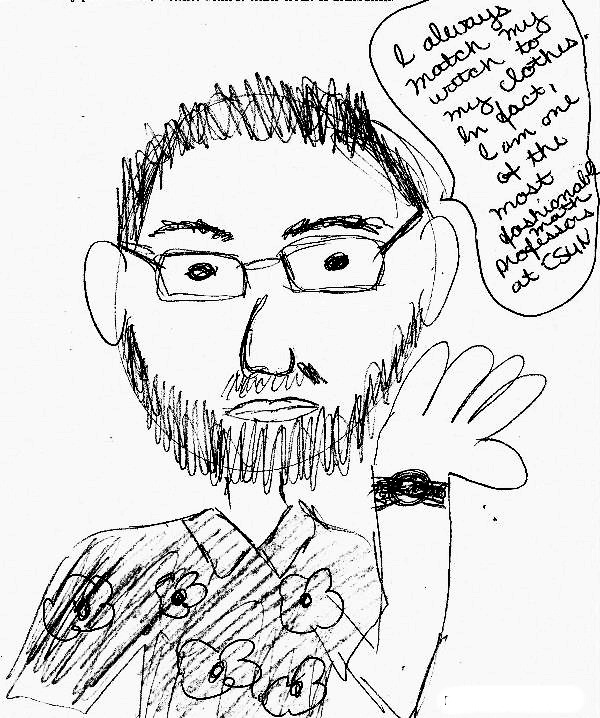 I always
match my
watch to
my clothes.
In fact,
I am one
of the
most
fashionable
math
professors
at CSUN